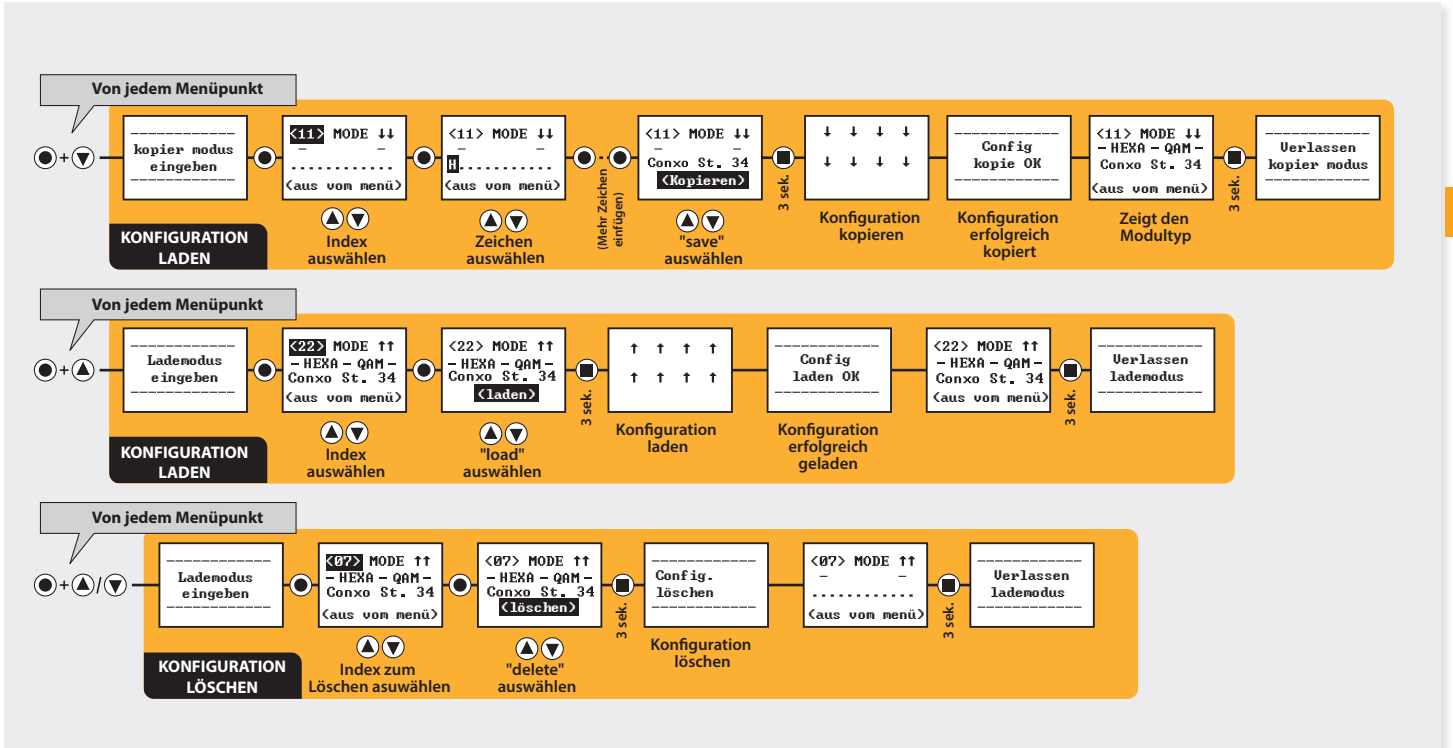 Von jedem Menüpunkt
+
kopier modus
eingeben
<11> MODE ↓↓
– –
.............
(aus vom menü)
<11> MODE ↓↓
– –
H............
(aus vom menü)
(Mehr Zeichen
einfügen)
<11> MODE ↓↓
– –
Conxo St. 34
(Kopieren)
3 sek.
↓ ↓ ↓ ↓
↓ ↓ ↓ ↓
Config
kopie OK
<11> MODE ↓↓
– HEXA – QAM –
Conxo St. 34
(aus vom menü)
3 sek.
Verlassen
kopier modus
KONFIGURATION
LADEN
Index
auswählen
Zeichen
auswählen
"save"
auswählen
Konfiguration
kopieren
Konfiguration
erfolgreich
kopiert
Zeigt den
Modultyp
Von jedem Menüpunkt
+
Lademodus
eingeben
<22> MODE ↑↑
– HEXA – QAM –
Conxo St. 34
(aus vom menü)
<22> MODE ↑↑
– HEXA – QAM –
Conxo St. 34
(laden)
3 sek.
↑ ↑ ↑ ↑
↑ ↑ ↑ ↑
Config
laden OK
<22> MODE ↑↑
– HEXA – QAM –
Conxo St. 34
(aus vom menü)
3 sek.
Verlassen
lademodus
KONFIGURATION
LADEN
Index
auswählen
"load"
auswählen
Konfiguration
laden
Konfiguration
erfolgreich
geladen
Von jedem Menüpunkt
+ /
Lademodus
eingeben
<07> MODE ↑↑
– HEXA – QAM –
Conxo St. 34
(aus vom menü)
<07> MODE ↑↑
– HEXA – QAM –
Conxo St. 34
(löschen)
3 sek.
Config.
löschen
<07> MODE ↑↑
– –
............
(aus vom menü)
3 sek.
Verlassen
lademodus
KONFIGURATION
LÖSCHEN
Index zum
Löschen asuwählen
"delete"
auswählen
Konfiguration
löschen